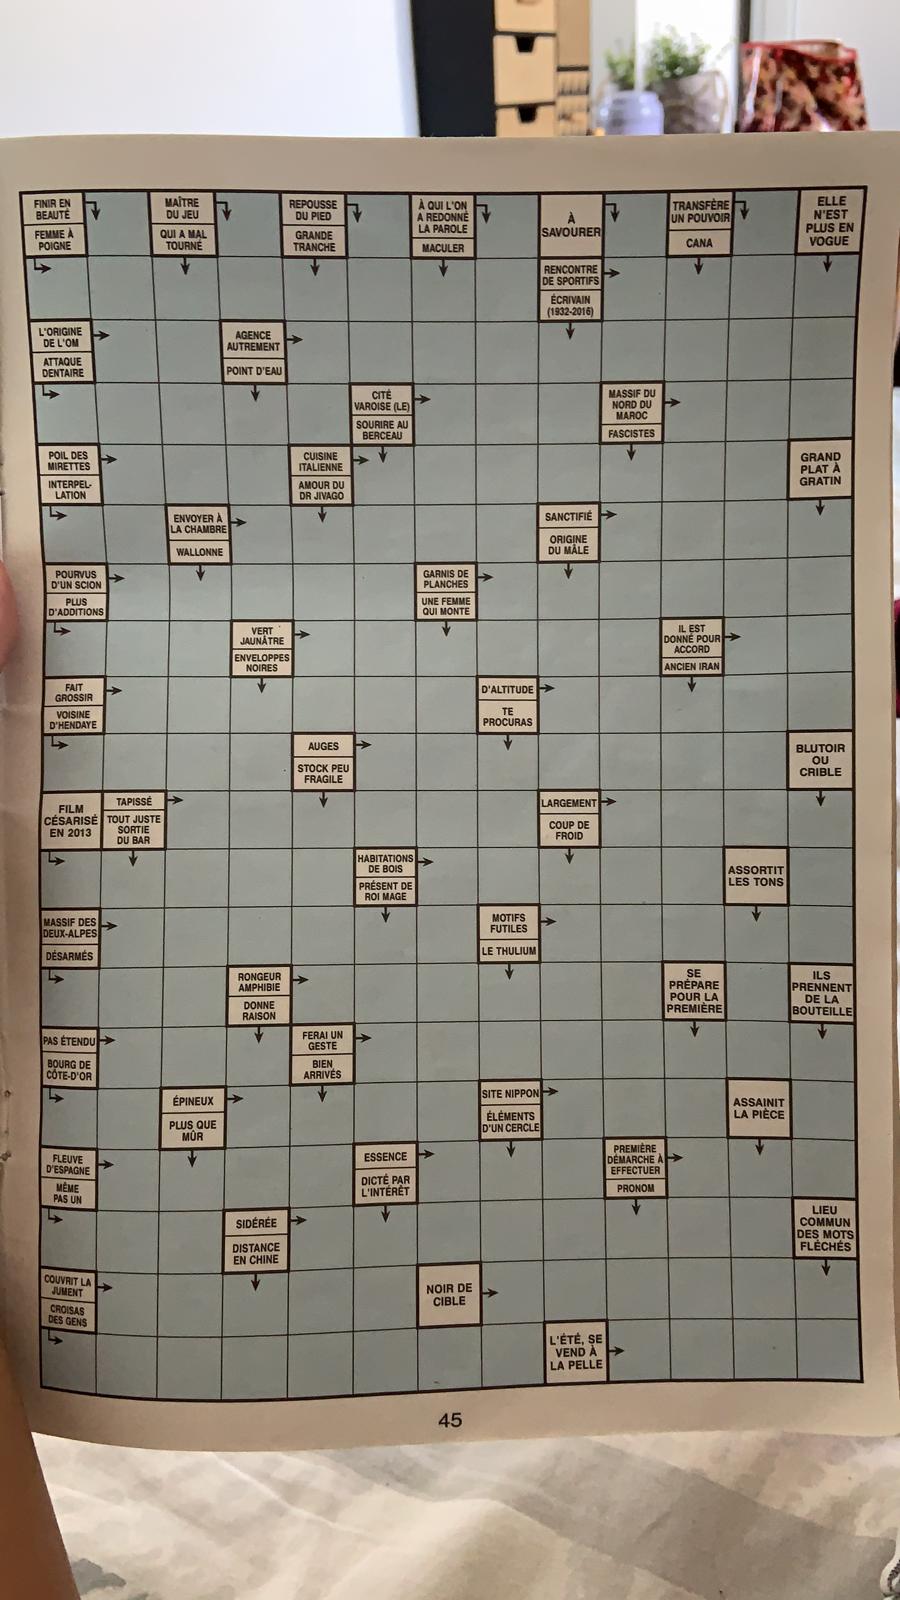 FINIR EN
BEAUTÉ
FEMME À
POIGNE
MAÎTRE
DU JEU
QUI A MAL
TOURNÉ
REPOUSSE
DU PIED
GRANDE
TRANCHE
À QUI L'ON
A REDONNÉ
LA PAROLE
MACULER
À
SAVOURER
TRANSFÈRE
UN POUVOIR
CANA
ELLE
N'EST
PLUS EN
VOGUE
RENCONTRE
DE SPORTIFS
ÉCRIVAIN
(1932-2016)
L'ORIGINE
DE L'OM
ATTAQUE
DENTAIRE
AGENCE
AUTREMENT
POINT D'EAU
CITÉ
VAROISE (LE)
SOURIRE AU
BERCEAU
MASSIF DU
NORD DU
MAROC
FASCISTES
POIL DES
MIRETTES
INTERPEL-
LATION
CUISINE
ITALIENNE
AMOUR DU
DR JIVAGO
GRAND
PLAT À
GRATIN
ENVOYER À
LA CHAMBRE
WALLONNE
SANCTIFIÉ
ORIGINE
DU MÂLE
POURVUS
D'UN SCION
PLUS
D'ADDITIONS
GARNIS DE
PLANCHES
UNE FEMME
QUI MONTE
VERT
JAUNÂTRE
ENVELOPPES
NOIRES
IL EST
DONNÉ POUR
ACCORD
ANCIEN IRAN
FAIT
GROSSIR
VOISINE
D'HENDAYE
D'ALTITUDE
TE
PROCURAS
AUGES
STOCK PEU
FRAGILE
BLUTOIR
OU
CRIBLE
FILM
CÉSARISÉ
EN 2013
TAPISSÉ
TOUT JUSTE
SORTIE
DU BAR
LARGEMENT
COUP DE
FROID
HABITATIONS
DE BOIS
PRÉSENT DE
ROI MAGE
ASSORTIT
LES TONS
MASSIF DES
DEUX-ALPES
DÉSARMÉS
MOTIFS
FUTILES
LE THULIUM
RONGEUR
AMPHIBIE
DONNE
RAISON
SE
PRÉPARE
POUR LA
PREMIÈRE
ILS
PRENNENT
DE LA
BOUTEILLE
PAS ÉTENDU
BOURG DE
CÔTE-D'OR
FERAI UN
GESTE
BIEN
ARRIVÉS
ÉPINEUX
PLUS QUE
MÛR
SITE NIPPON
ÉLÉMENTS
D'UN CERCLE
ASSAINIT
LA PIÈCE
FLEUVE
D'ESPAGNE
MÊME
PAS UN
ESSENCE
DICTÉ PAR
L'INTÉRÊT
PREMIÈRE
DÉMARCHE À
EFFECTUER
PRONOM
SIDÉRÉE
DISTANCE
EN CHINE
LIEU
COMMUN
DES MOTS
FLÉCHÉS
COUVRIT LA
JUMENT
CROISAS
DES GENS
NOIR DE
CIBLE
L'ÉTÉ, SE
VEND À
LA PELLE
45